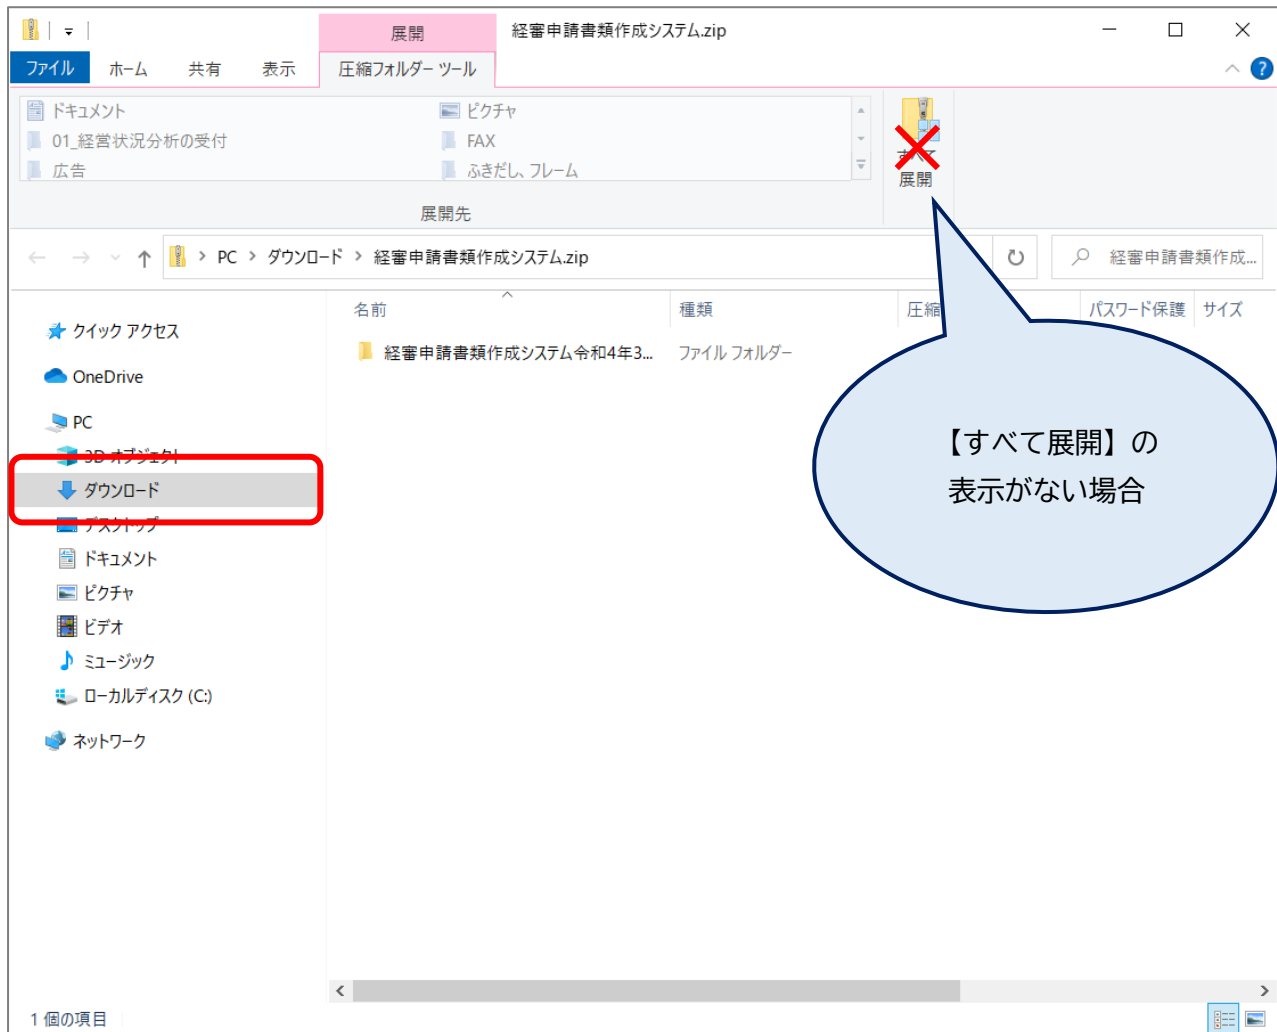 展開
経審申請書類作成システム.zip
ファイル ホーム 共有 表示 圧縮フォルダー ツール
ドキュメント ピクチャ
01_経営状況分析の受付 FAX
広告 ふきだし、フレーム
すべて
展開
展開先
PC > ダウンロード > 経審申請書類作成システム.zip
経審申請書類作成...
名前 種類 圧縮 パスワード保護 サイズ
クイック アクセス
経審申請書類作成システム令和4年3... ファイル フォルダー
OneDrive
PC
3D オブジェクト
ダウンロード
デスクトップ
ドキュメント
ピクチャ
ビデオ
ミュージック
ローカルディスク (C:)
ネットワーク
【すべて展開】の
表示がない場合
1 個の項目